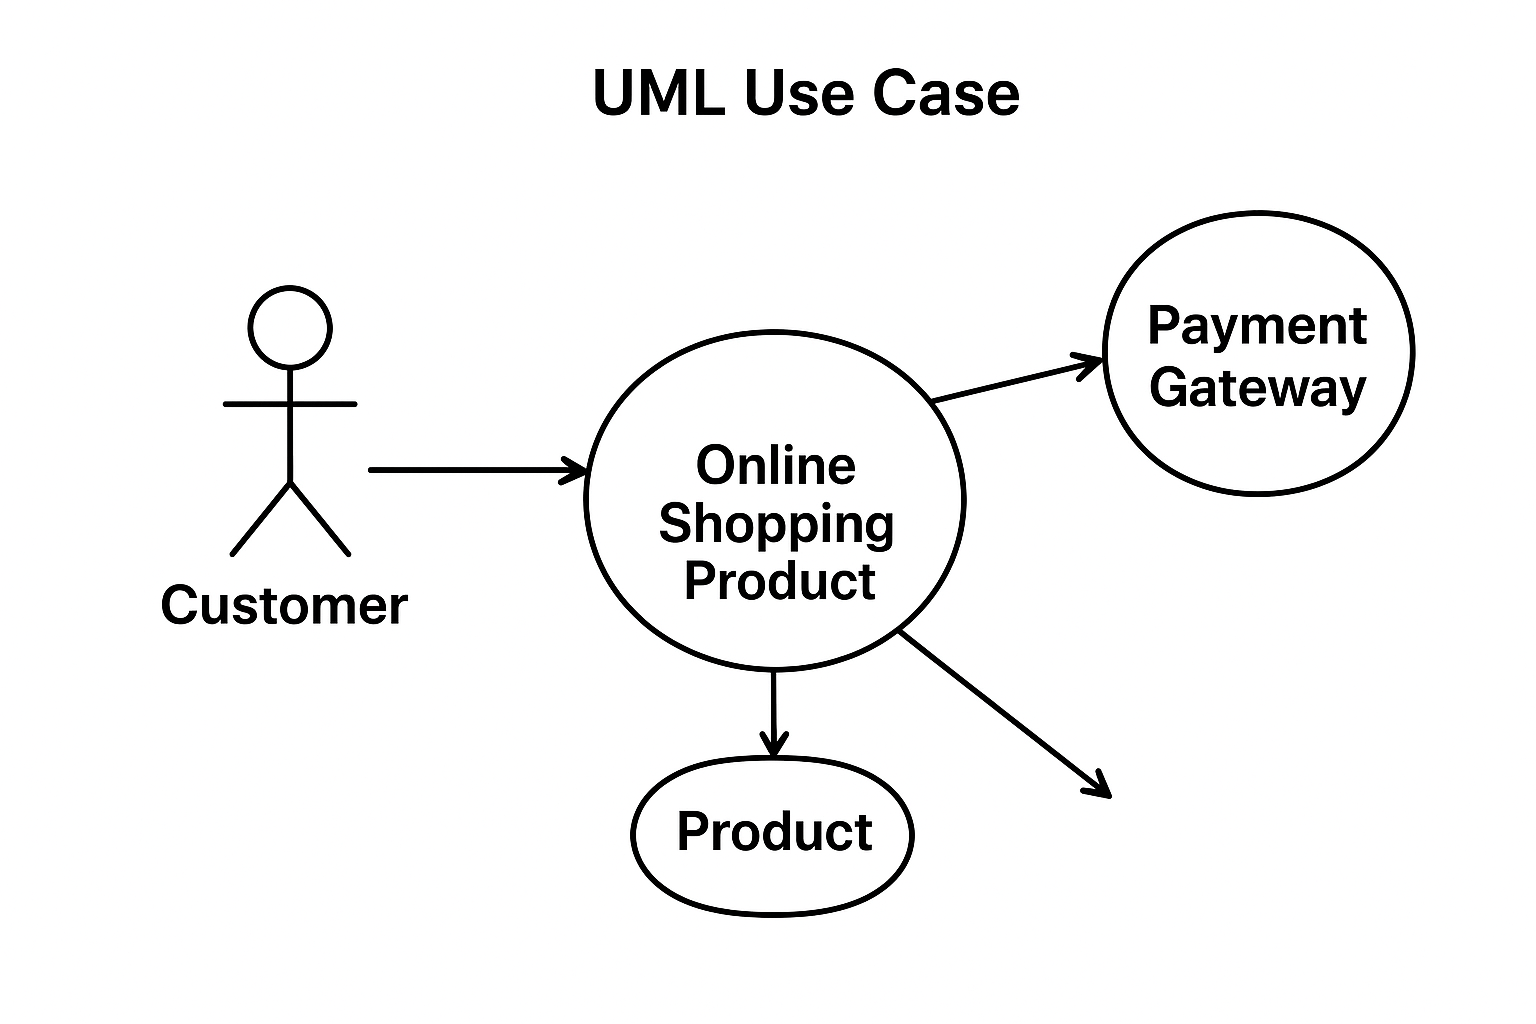 UML Use Case
Payment
Gateway
Online
Shopping
Product
Customer
Product